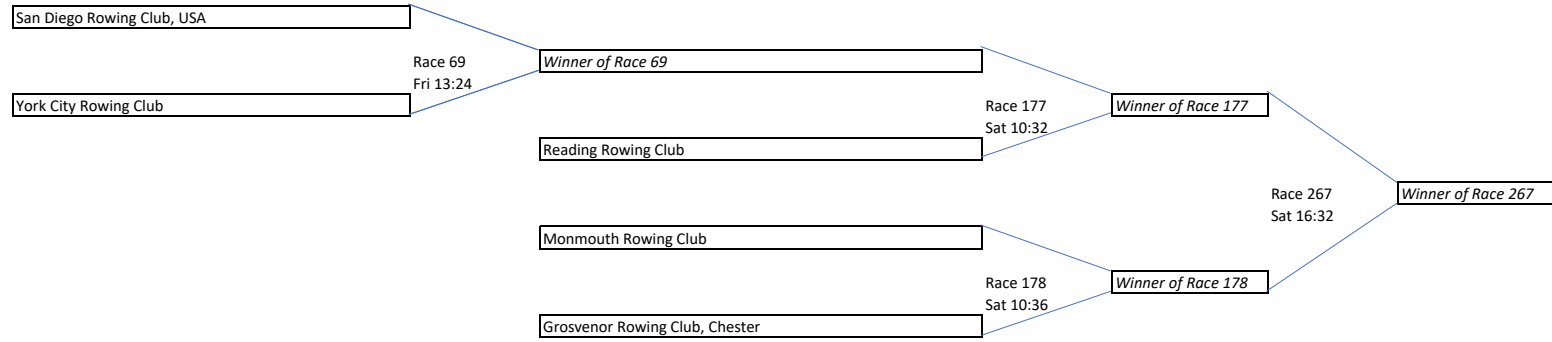 San Diego Rowing Club, USA
Race 69
Fri 13:24
Winner of Race 69
York City Rowing Club
Race 177
Sat 10:32
Winner of Race 177
Reading Rowing Club
Race 267
Sat 16:32
Winner of Race 267
Monmouth Rowing Club
Race 178
Sat 10:36
Winner of Race 178
Grosvenor Rowing Club, Chester